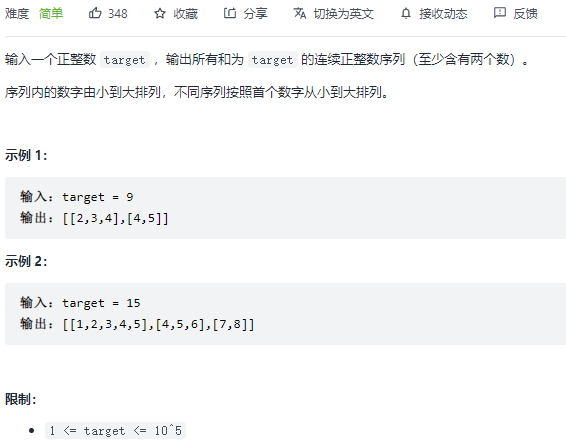 难度 简单 348 收藏 分享 切换为英文 接收动态 反馈
输入一个正整数 target ，输出所有和为 target 的连续正整数序列（至少含有两个数）。
序列内的数字由小到大排列，不同序列按照首个数字从小到大排列。
示例 1：
输入：target = 9
输出：[[2,3,4],[4,5]]
示例 2：
输入：target = 15
输出：[[1,2,3,4,5],[4,5,6],[7,8]]
限制：
• 1 <= target <= 10^5